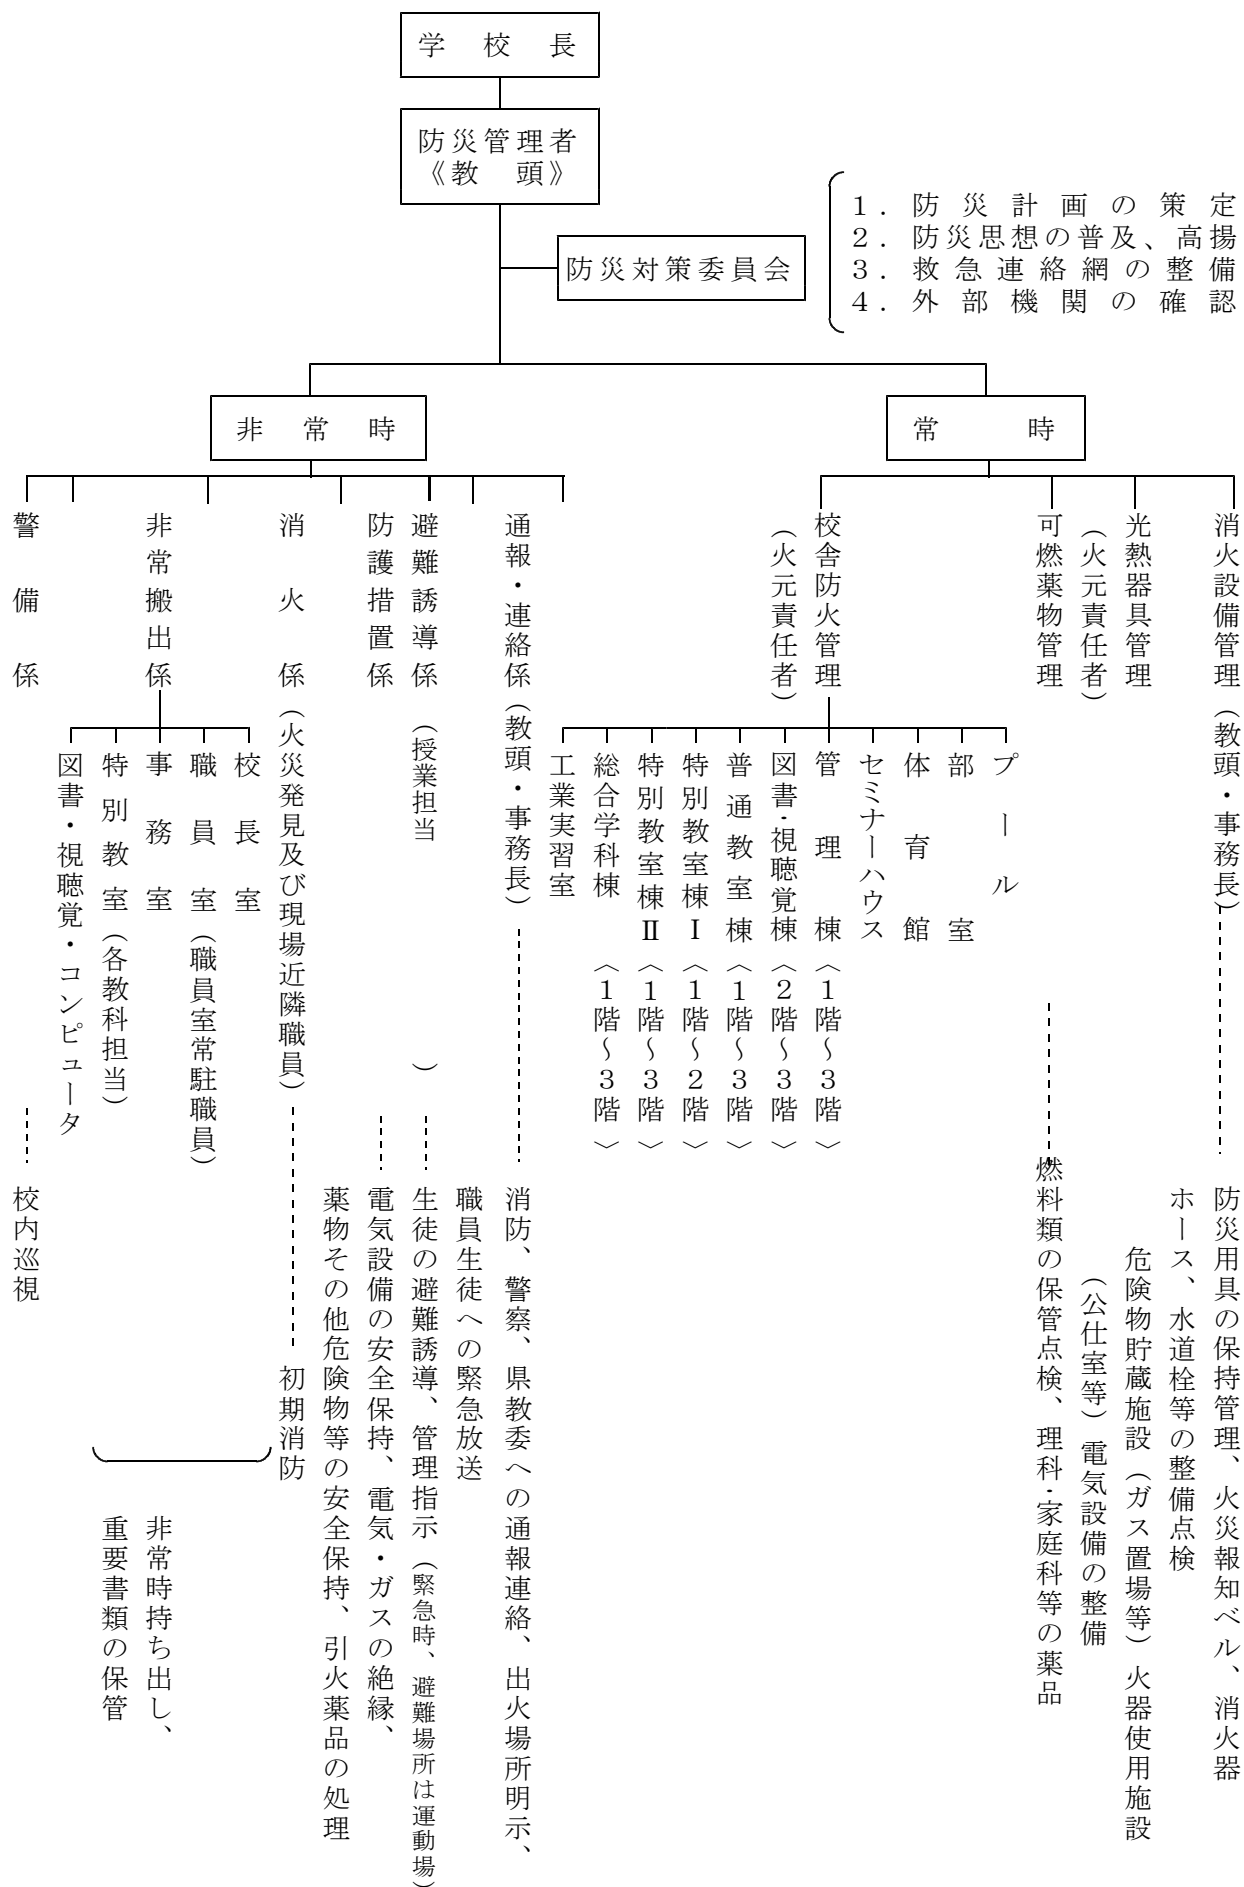 学校長
防災管理者
《教頭》
防災対策委員会
1．防災計画の策定
2．防災思想の普及、高揚
3．救急連絡網の整備
4．外部機関の確認
非常時
常時
消火設備管理（教頭・事務長）
防災用具の保持管理、火災報知ベル、消火器
ホース、水道栓等の整備点検
光熱器具管理
（火元責任者）
危険物貯蔵施設（ガス置場等）火器使用施設
（公仕室等）電気設備の整備
可燃薬物管理
燃料類の保管点検、理科・家庭科等の薬品
校舎防火管理
（火元責任者）
プール
部室
体育館
セミナーハウス
管理棟〈1階～3階〉
図書・視聴覚棟〈2階～3階〉
普通教室棟〈1階～3階〉
特別教室棟Ⅰ〈1階～2階〉
特別教室棟Ⅱ〈1階～3階〉
総合学科棟〈1階～3階〉
工業実習室
通報・連絡係（教頭・事務長）
消防、警察、県教委への通報連絡、出火場所明示、
職員生徒への緊急放送
避難誘導係（授業担当）
生徒の避難誘導、管理指示（緊急時、避難場所は運動場）
防護措置係
電気設備の安全保持、電気・ガスの絶縁、
薬物その他危険物等の安全保持、引火薬品の処理
消火係（火災発見及び現場近隣職員）
初期消防
非常搬出係
校長室
職員室（職員室常駐職員）
事務室
特別教室（各教科担当）
図書・視聴覚・コンピュータ
非常時持ち出し、
重要書類の保管
警備係
校内巡視